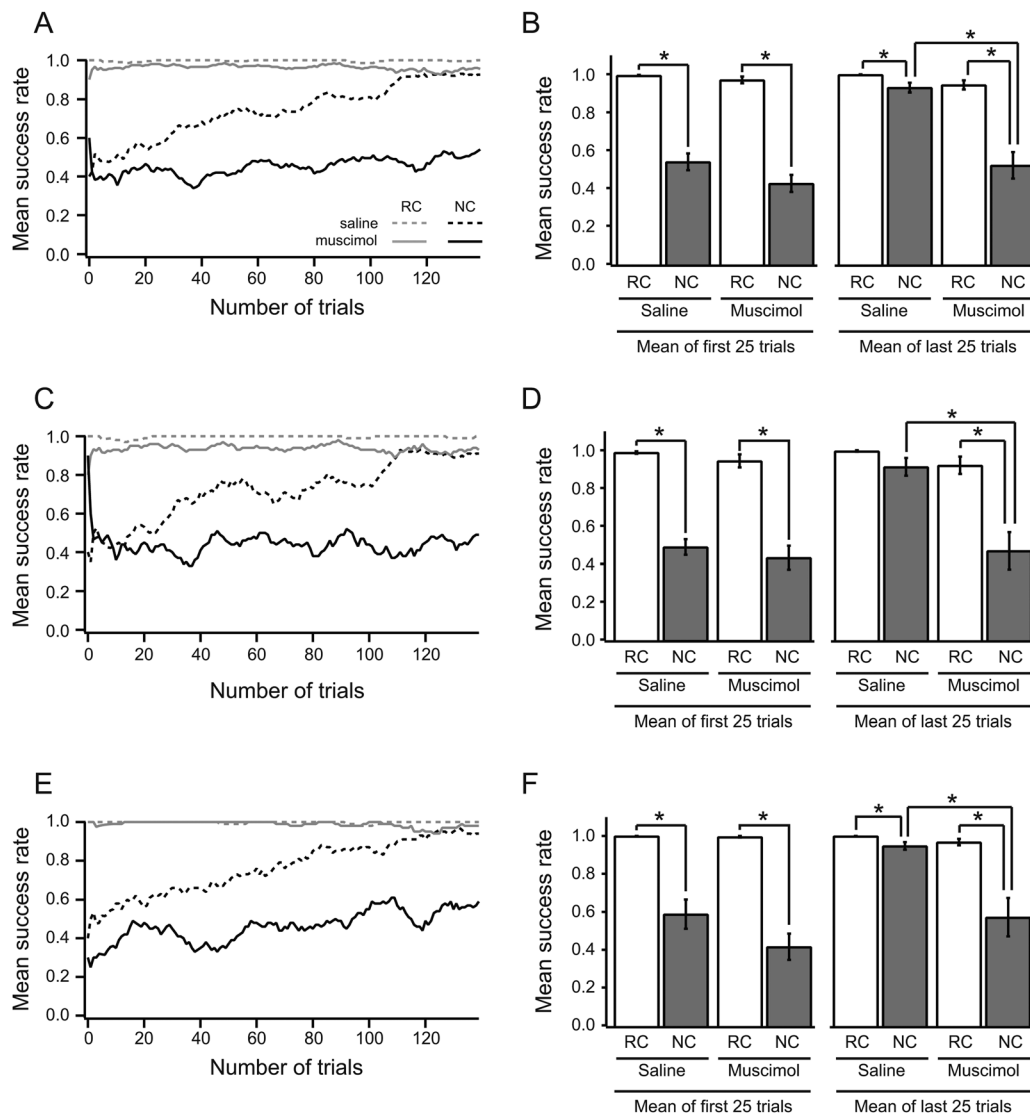 A
Mean success rate
1.0
0.8
0.6
0.4
0.2
0.0
RC NC
saline
muscimol
0 20 40 60 80 100 120
Number of trials
B
Mean success rate
1.0
0.8
0.6
0.4
0.2
0.0
* * * * *
RC NC RC NC RC NC RC NC
Saline Muscimol Saline Muscimol
Mean of first 25 trials Mean of last 25 trials
C
Mean success rate
1.0
0.8
0.6
0.4
0.2
0.0
0 20 40 60 80 100 120
Number of trials
D
Mean success rate
1.0
0.8
0.6
0.4
0.2
0.0
* * * *
RC NC RC NC RC NC RC NC
Saline Muscimol Saline Muscimol
Mean of first 25 trials Mean of last 25 trials
E
Mean success rate
1.0
0.8
0.6
0.4
0.2
0.0
0 20 40 60 80 100 120
Number of trials
F
Mean success rate
1.0
0.8
0.6
0.4
0.2
0.0
* * * * *
RC NC RC NC RC NC RC NC
Saline Muscimol Saline Muscimol
Mean of first 25 trials Mean of last 25 trials